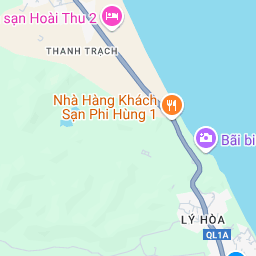 sạn Hoài Thu 2
THANH TRẠCH
Nhà Hàng Khách
Sạn Phi Hùng 1
Bãi bi
LÝ HÒA
QL1A